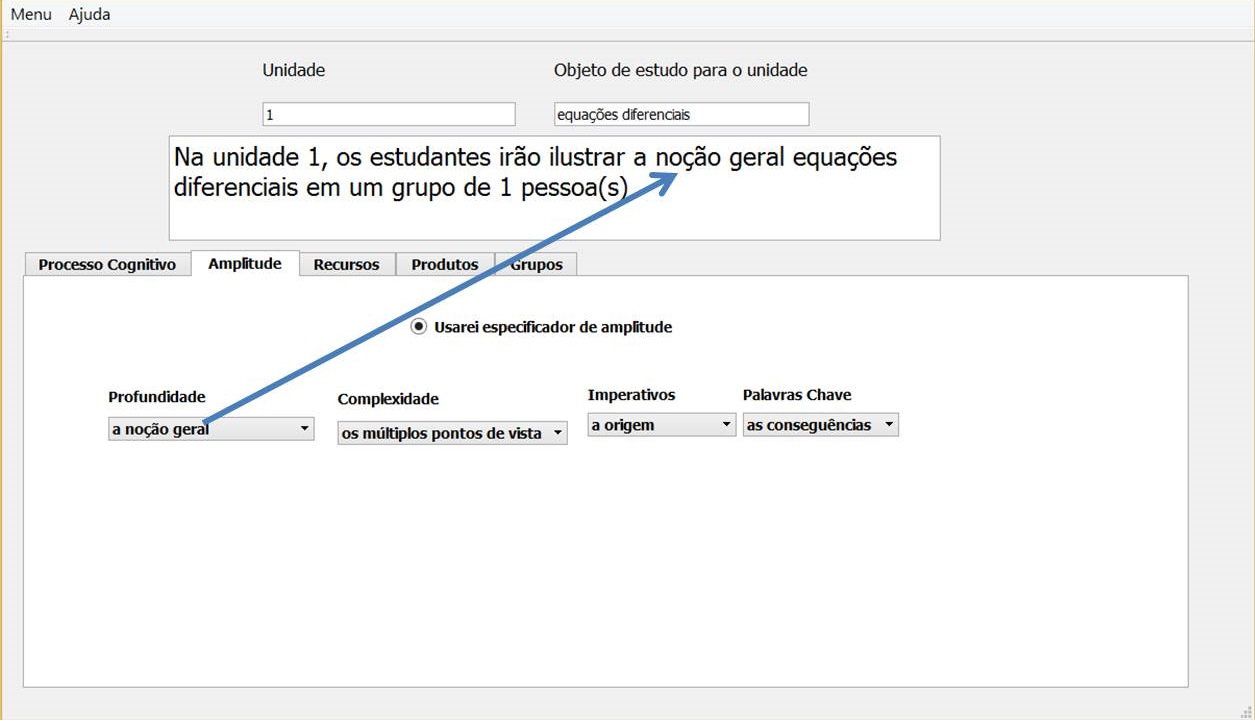 Menu Ajuda
Unidade Objeto de estudo para o unidade
1 equações diferenciais
Na unidade 1, os estudantes irão ilustrar a noção geral equações
diferenciais em um grupo de 1 pessoa(s)
Processo Cognitivo Amplitude Recursos Produtos Grupos
Usarei especificador de amplitude
Profundidade Complexidade Imperativos Palavras Chave
a noção geral os múltiplos pontos de vista a origem as conseguências